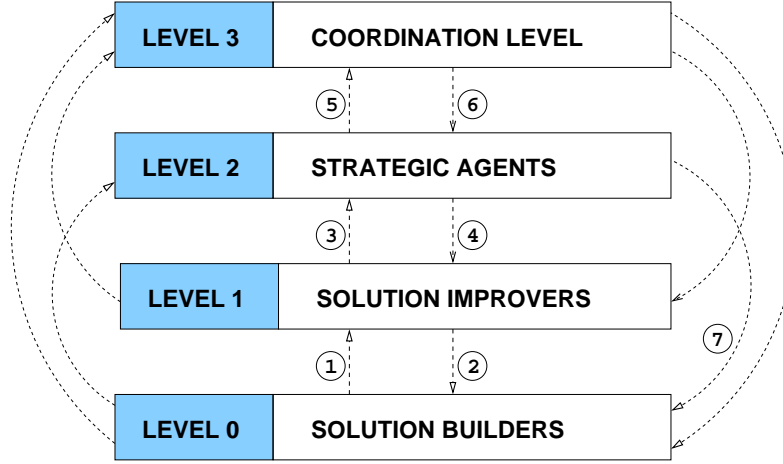 LEVEL 3 COORDINATION LEVEL
5 6
LEVEL 2 STRATEGIC AGENTS
3 4
LEVEL 1 SOLUTION IMPROVERS
1 2 7
LEVEL 0 SOLUTION BUILDERS